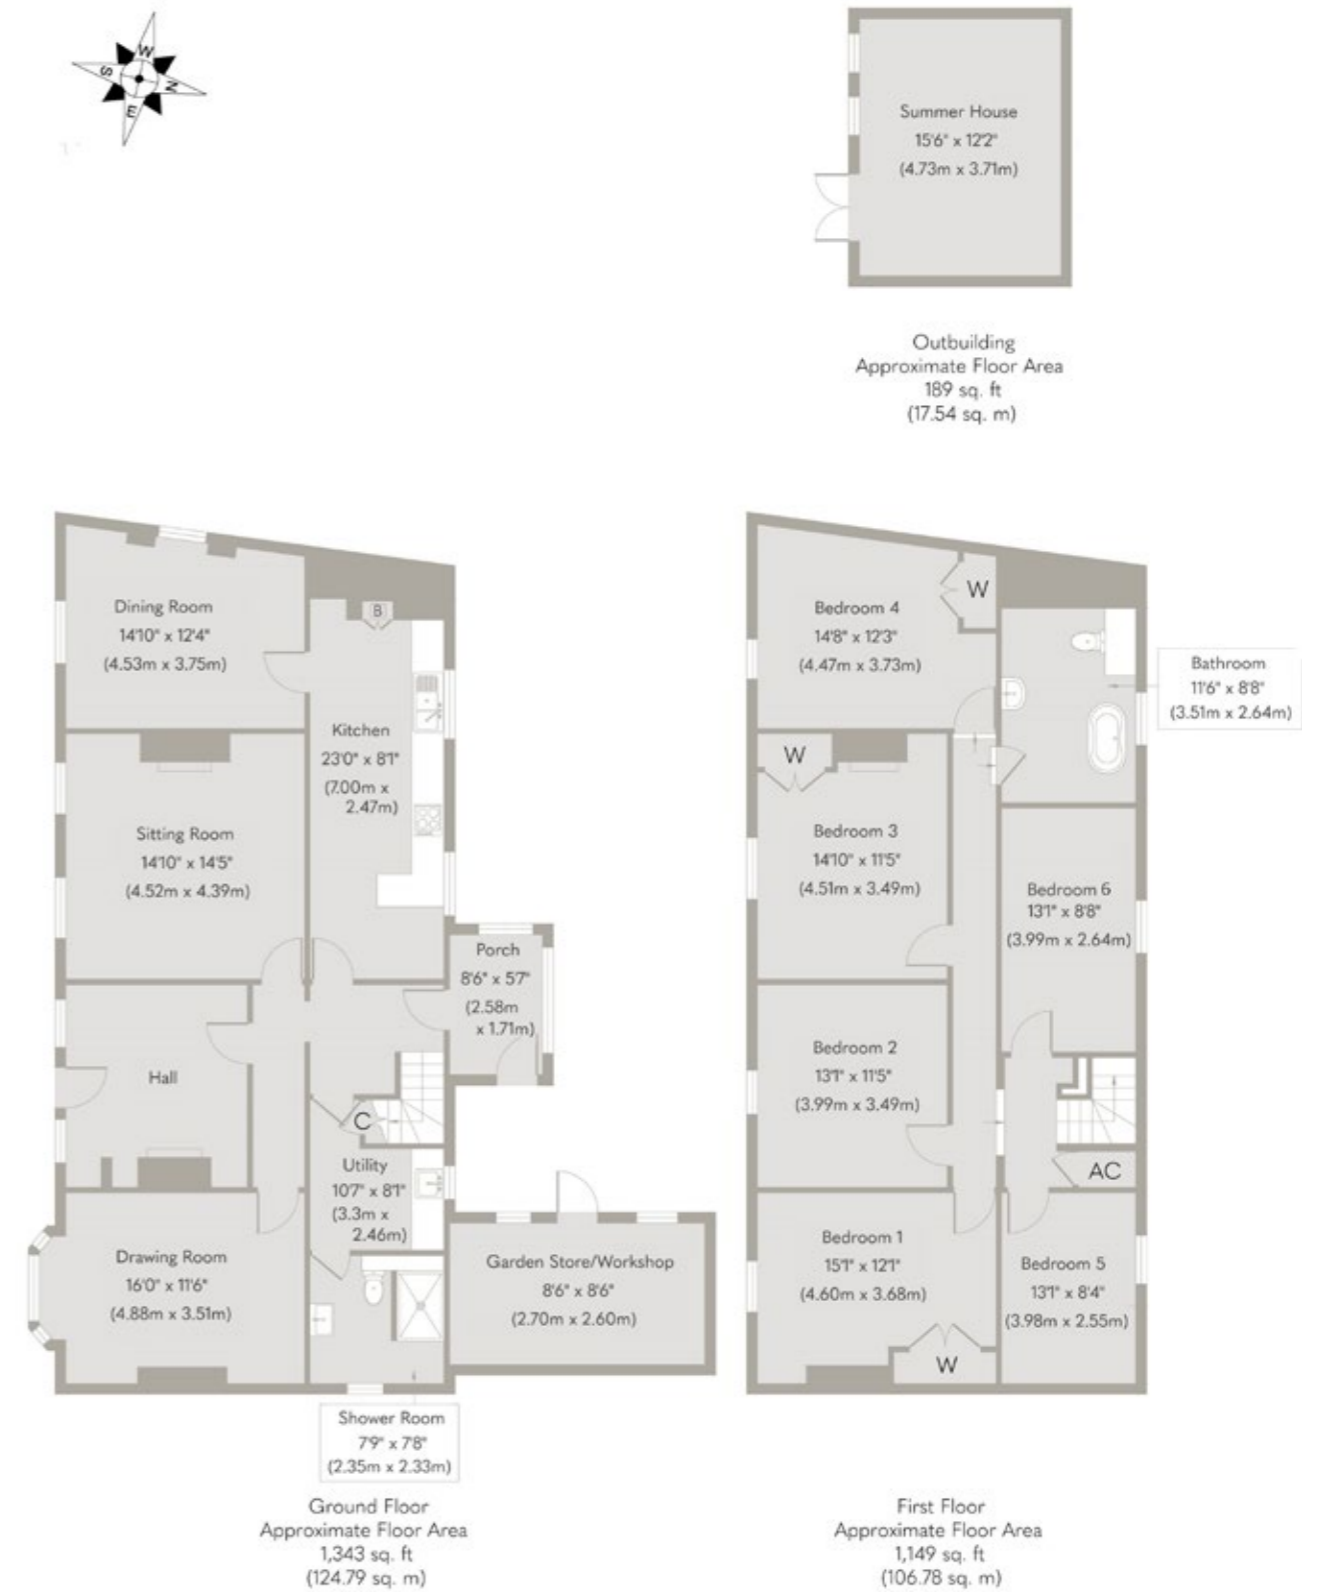 W
S
N
E
Summer House
15'6" x 12'2"
(4.73m x 3.71m)
Outbuilding
Approximate Floor Area
189 sq. ft
(17.54 sq. m)
Dining Room
14'10" x 12'4"
(4.53m x 3.75m)
B
Kitchen
23'0" x 8'1"
(7.00m x
2.47m)
Sitting Room
14'10" x 14'5"
(4.52m x 4.39m)
Porch
8'6" x 5'7"
(2.58m
x 1.71m)
Hall
C
Utility
10'7" x 8'1"
(3.3m x
2.46m)
Drawing Room
16'0" x 11'6"
(4.88m x 3.51m)
Garden Store/Workshop
8'6" x 8'6"
(2.70m x 2.60m)
Shower Room
7'9" x 7'8"
(2.35m x 2.33m)
Ground Floor
Approximate Floor Area
1,343 sq. ft
(124.79 sq. m)
W
Bedroom 4
14'8" x 12'3"
(4.47m x 3.73m)
Bathroom
11'6" x 8'8"
(3.51m x 2.64m)
W
Bedroom 3
14'10" x 11'5"
(4.51m x 3.49m)
Bedroom 6
13'1" x 8'8"
(3.99m x 2.64m)
Bedroom 2
13'1" x 11'5"
(3.99m x 3.49m)
AC
Bedroom 1
15'1" x 12'1"
(4.60m x 3.68m)
W
Bedroom 5
13'1" x 8'4"
(3.98m x 2.55m)
First Floor
Approximate Floor Area
1,149 sq. ft
(106.78 sq. m)